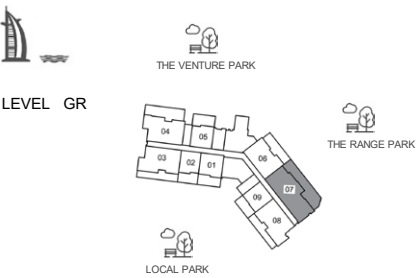 THE VENTURE PARK
LEVEL GR
THE RANGE PARK
04
05
03
02
01
06
07
09
08
LOCAL PARK